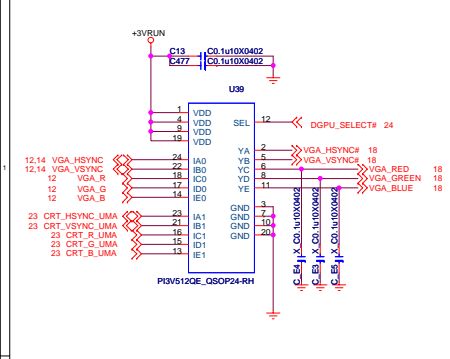 +3VRUN
C13 C0.1u10X0402
C477 C0.1u10X0402
U39
1 VDD
4 VDD
9 VDD
19 VDD
SEL 12 DGPU_SELECT# 24
YA 2 VGA_HSYNC# 18
YB 5 VGA_VSYNC# 18
YC 6 VGA_RED 18
YD 8 VGA_GREEN 18
YE 11 VGA_BLUE 18
12,14 VGA_HSYNC 24 IA0
12,14 VGA_VSYNC 22 IB0
12 VGA_R 18 IC0
12 VGA_G 17 ID0
12 VGA_B 14 IE0
GND 3
GND 7
GND 10
GND 20
23 CRT_HSYNC_UMA 23 IA1
23 CRT_VSYNC_UMA 21 IB1
23 CRT_R_UMA 16 IC1
23 CRT_G_UMA 15 ID1
23 CRT_B_UMA 13 IE1
C_E4 X_C0.1u10X0402
C_E3 X_C0.1u10X0402
C_E5 X_C0.1u10X0402
PI3V512QE_QSOP24-RH
1